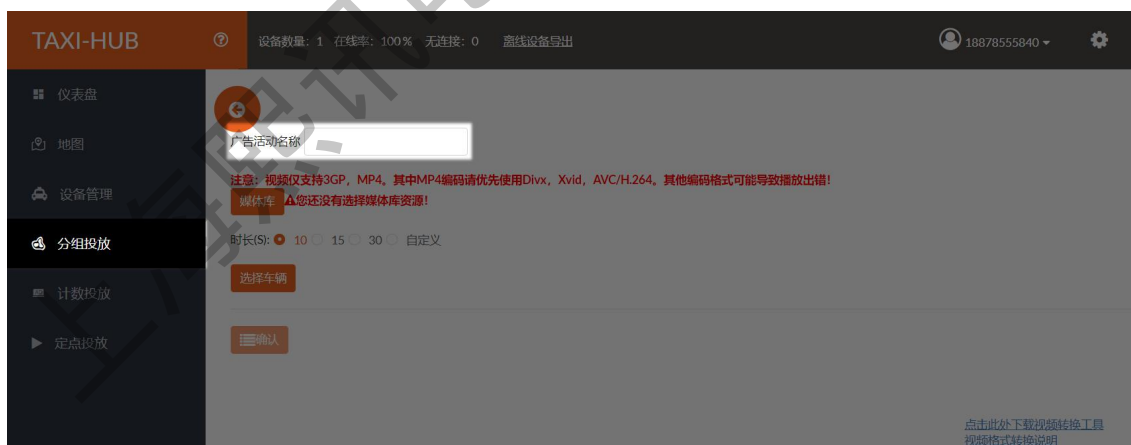 TAXI-HUB
设备数量: 1 在线率: 100% 无连接: 0 离线设备导出
18878555840
仪表盘
地图
设备管理
分组投放
计数投放
定点投放
广告活动名称
注意: 视频仅支持3GP, MP4。其中MP4编码请优先使用Divx, Xvid, AVC/H.264。其他编码格式可能导致播放出错!
媒体库 您还没有选择媒体库资源!
时长(S): 10 15 30 自定义
选择车辆
确认
点击此处下载视频转换工具
视频格式转换说明
上海熙讯电